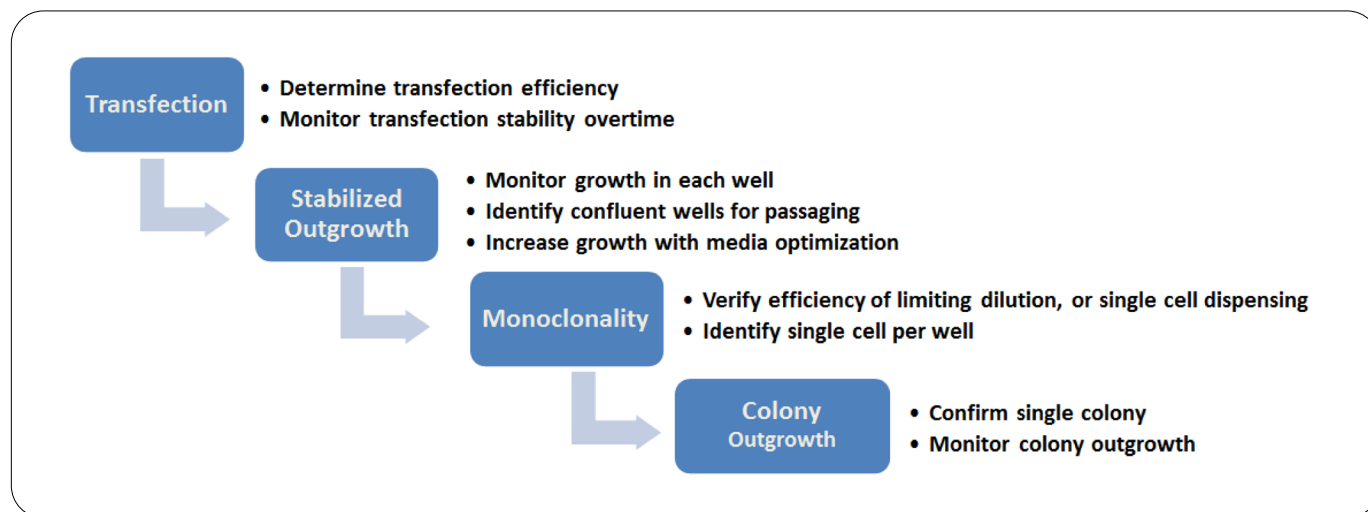 Transfection
• Determine transfection efficiency
• Monitor transfection stability overtime
Stabilized
Outgrowth
• Monitor growth in each well
• Identify confluent wells for passaging
• Increase growth with media optimization
Monoclonality
• Verify efficiency of limiting dilution, or single cell dispensing
• Identify single cell per well
Colony
Outgrowth
• Confirm single colony
• Monitor colony outgrowth